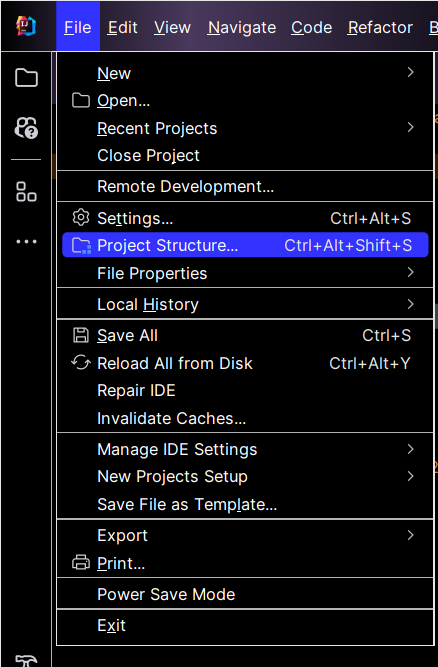 File Edit View Navigate Code Refactor B
New
Open...
Recent Projects
Close Project
Remote Development...
Settings... Ctrl+Alt+S
Project Structure... Ctrl+Alt+Shift+S
File Properties
Local History
Save All Ctrl+S
Reload All from Disk Ctrl+Alt+Y
Repair IDE
Invalidate Caches...
Manage IDE Settings
New Projects Setup
Save File as Template...
Export
Print...
Power Save Mode
Exit